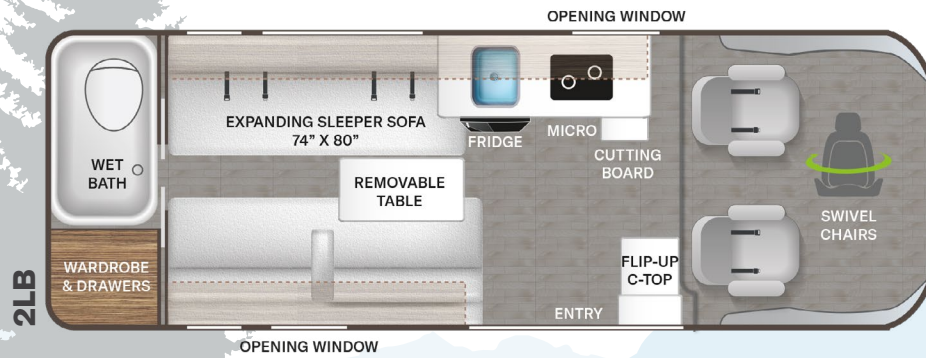 OPENING WINDOW
EXPANDING SLEEPER SOFA
74” X 80”
FRIDGE
MICRO
CUTTING
BOARD
WET
BATH
REMOVABLE
TABLE
SWIVEL
CHAIRS
WARDROBE
& DRAWERS
FLIP-UP
C-TOP
2LB
ENTRY
OPENING WINDOW